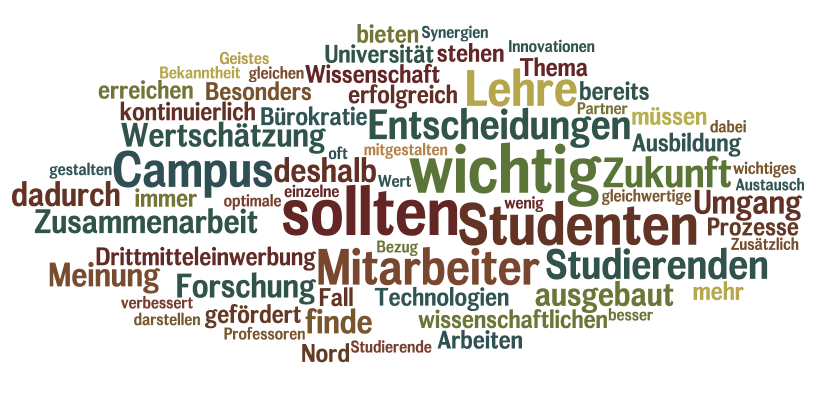 bieten Synergien
Universität stehen Innovationen
Geistes
Bekanntheit gleichen Wissenschaft Thema
erreichen Besonders erfolgreich Lehre bereits
kontinuierlich Bürokratie Entscheidungen Partner müssen
Wertschätzung dabei
oft mitgestalten Ausbildung
gestalten Campus deshalb Wert wichtig Zukunft wichtiges
Austausch
dadurch immer optimale einzelne sollten wenig gleichwertige Umgang
Zusammenarbeit Studenten Prozesse
Zusätzlich
Drittmitteleinwerbung Bezug
Meinung Forschung Mitarbeiter Studierenden
verbessert Fall Technologien ausgebaut mehr
darstellen gefördert finde wissenschaftlichen besser
Professoren
Nord Studierende Arbeiten